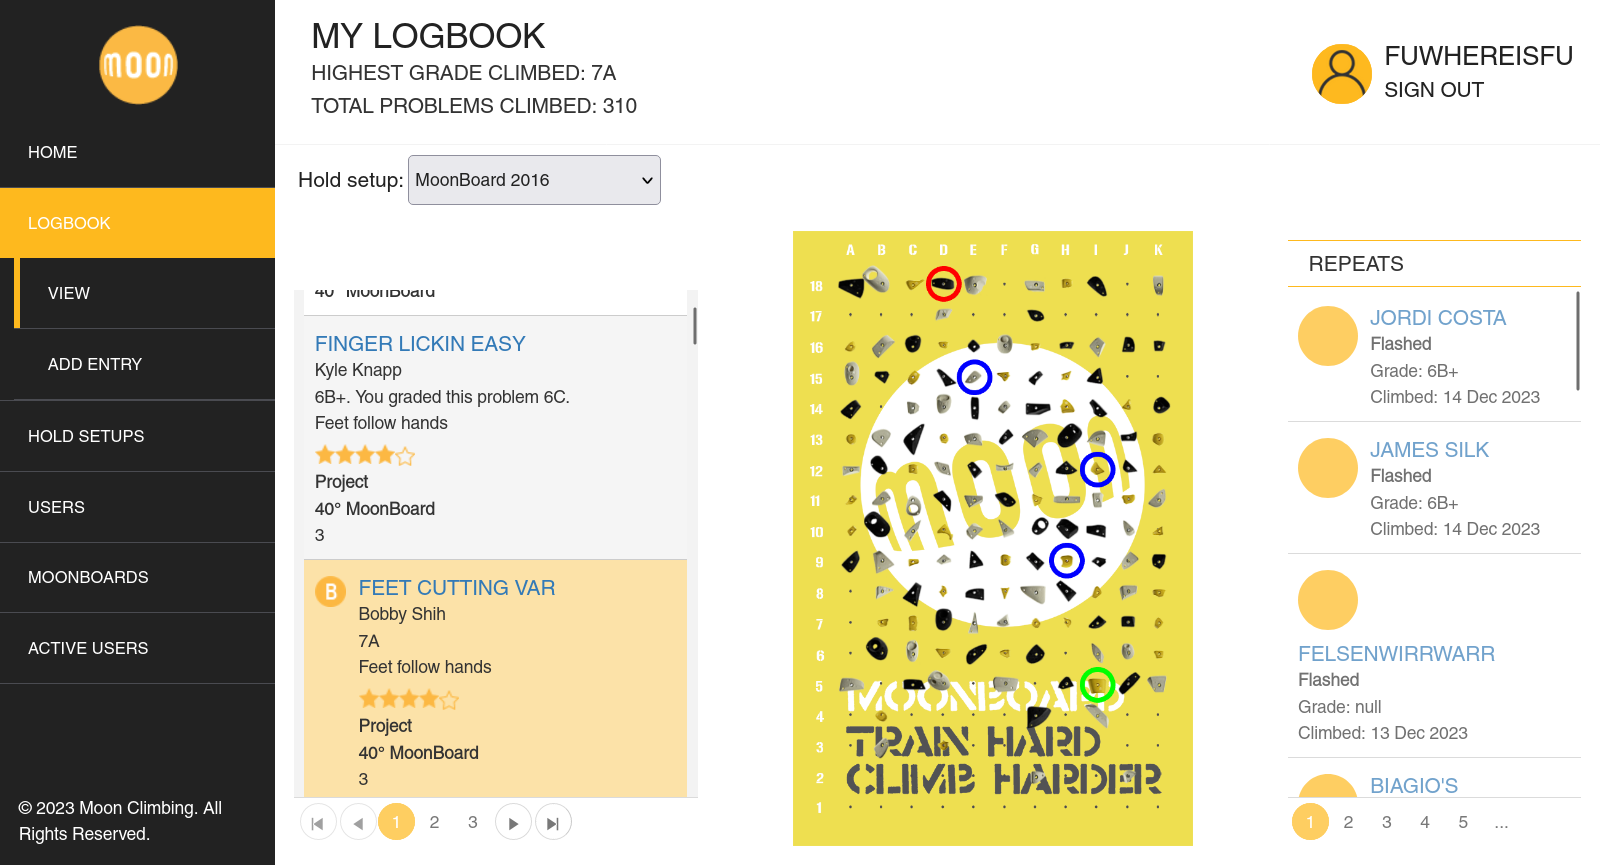 moon
HOME
LOGBOOK
VIEW
ADD ENTRY
HOLD SETUPS
USERS
MOONBOARDS
ACTIVE USERS
© 2023 Moon Climbing. All
Rights Reserved.
MY LOGBOOK
HIGHEST GRADE CLIMBED: 7A
TOTAL PROBLEMS CLIMBED: 310
FUWHEREISFU
SIGN OUT
Hold setup: MoonBoard 2016
40° MoonBoard
FINGER LICKIN EASY
Kyle Knapp
6B+. You graded this problem 6C.
Feet follow hands
Project
40° MoonBoard
3
B FEET CUTTING VAR
Bobby Shih
7A
Feet follow hands
Project
40° MoonBoard
3
1 2 3
A B C D E F G H I J K
18
17
16
15
14
13
12
11
10
9
8
7
6
5
4
3
2
1
moon
MOONBOARD
TRAIN HARD
CLIMB HARDER
REPEATS
JORDI COSTA
Flashed
Grade: 6B+
Climbed: 14 Dec 2023
JAMES SILK
Flashed
Grade: 6B+
Climbed: 14 Dec 2023
FELSENWIRRWARR
Flashed
Grade: null
Climbed: 13 Dec 2023
BIAGIO'S
1 2 3 4 5 ...